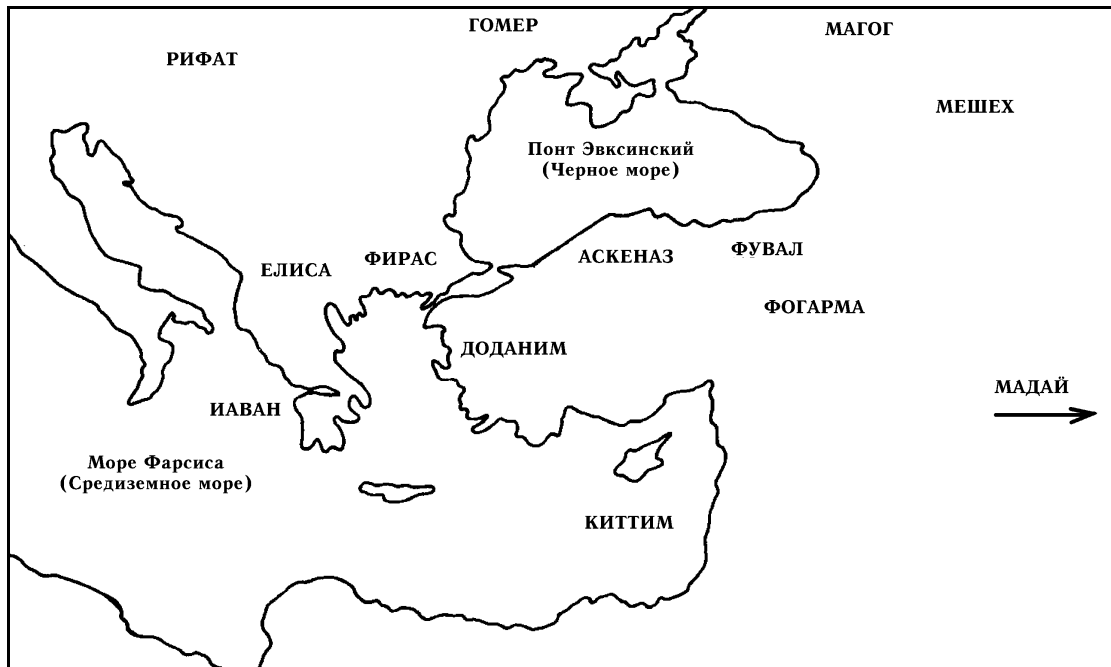 ГОМЕР
МАГОГ
РИФАТ
МЕШЕХ
Понт Эвксинский
(Черное море)
ФУВАЛ
АСКЕНАЗ
ФИРАС
ЕЛИСА
ФОГАРМА
ДОДАНИМ
МАДАЙ
ИАВАН
Море Фарсиса
(Средиземное море)
КИТТИМ